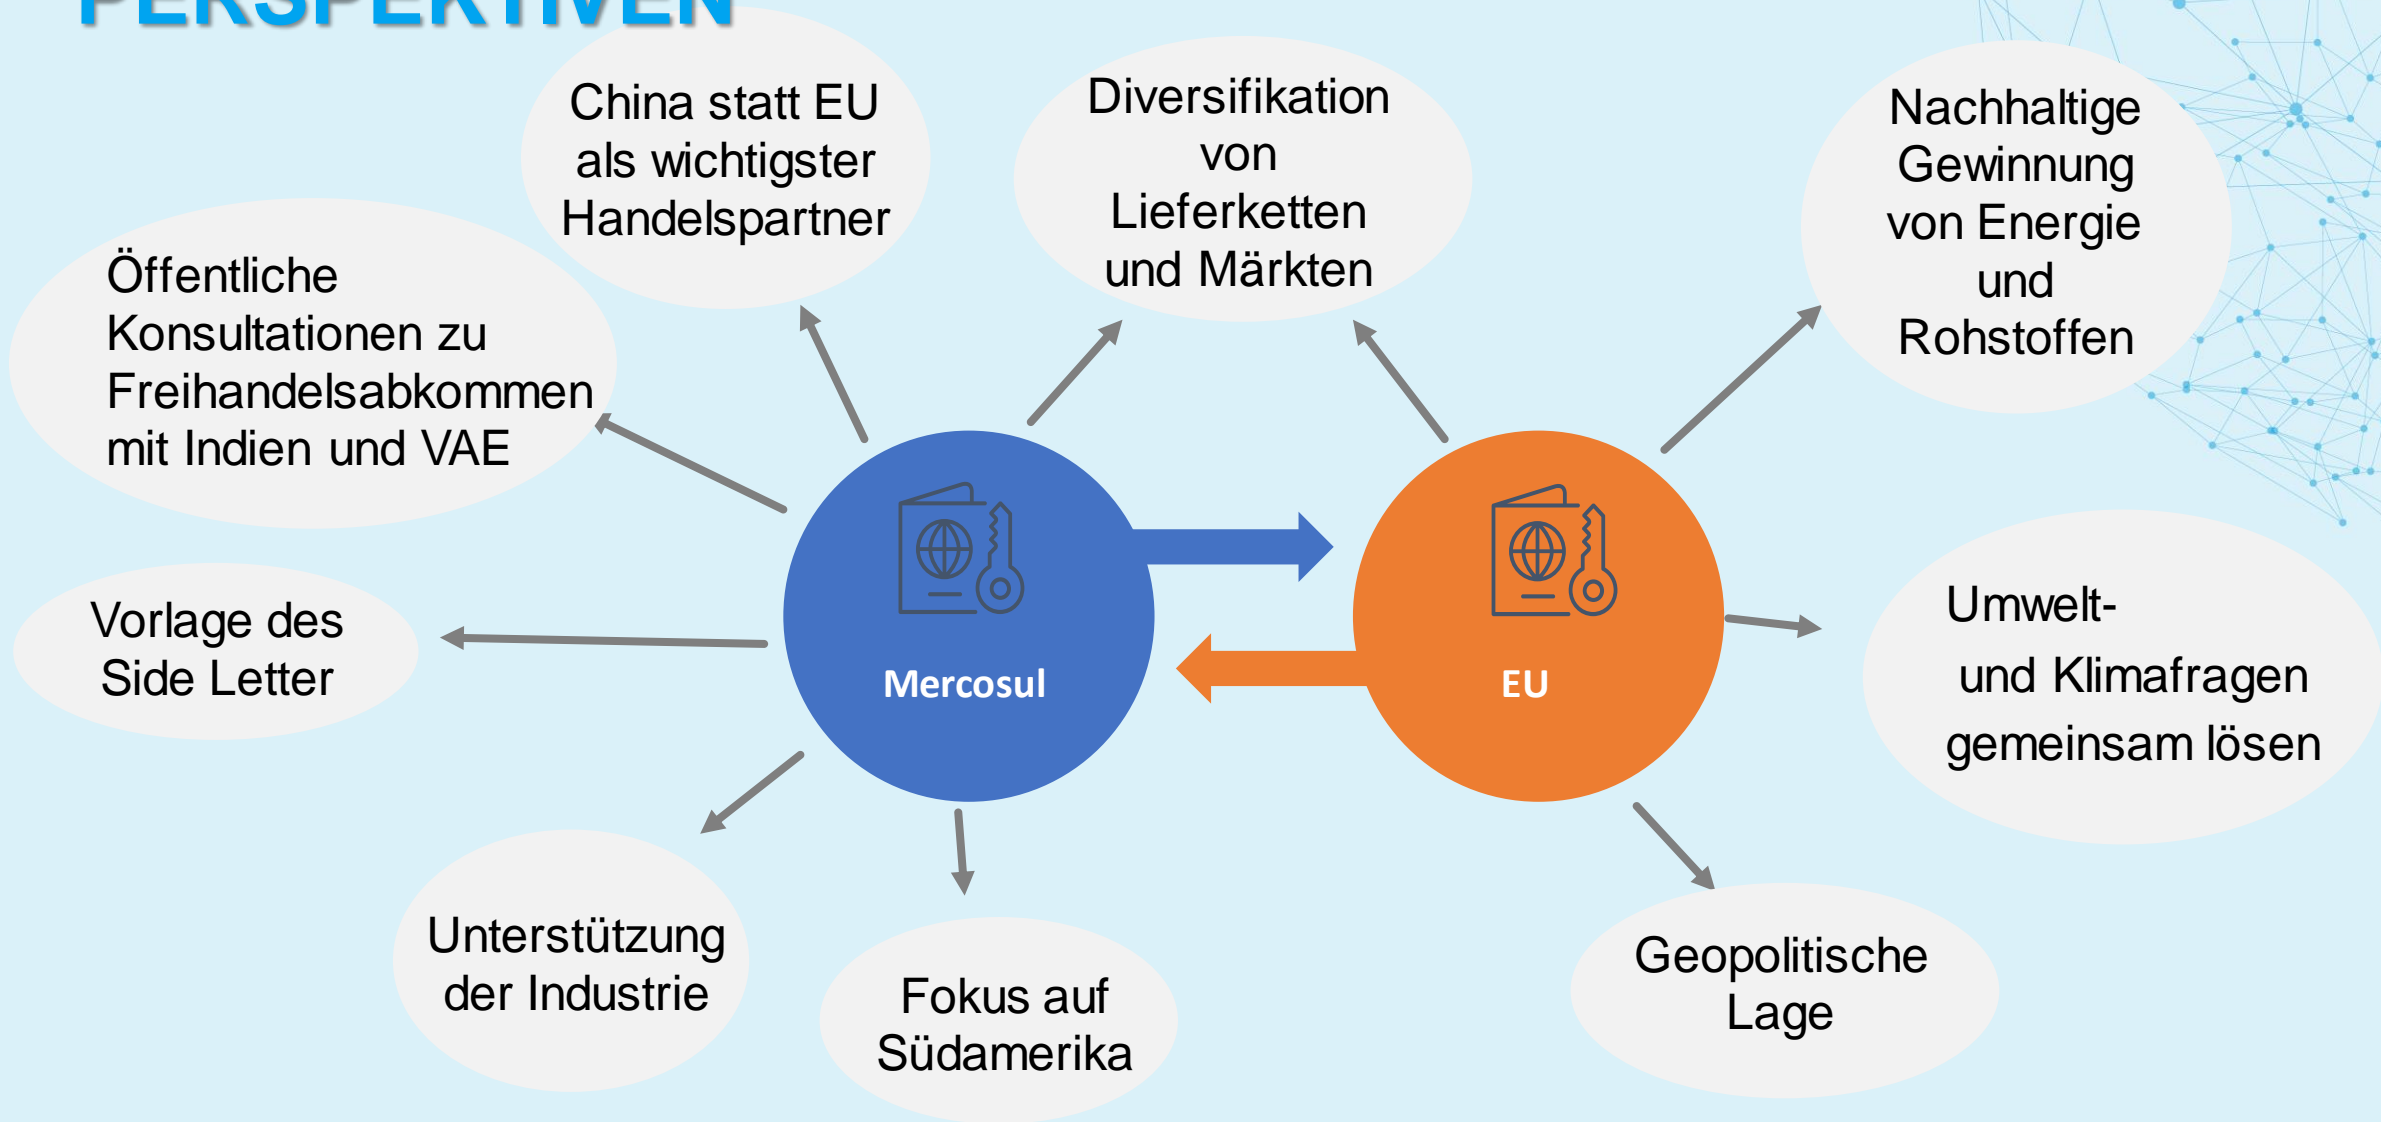 PERSPEKTIVEN
China statt EU
als wichtigster
Handelspartner
Diversifikation
von
Lieferketten
und Märkten
Nachhaltige
Gewinnung
von Energie
und
Rohstoffen
Öffentliche
Konsultationen zu
Freihandelsabkommen
mit Indien und VAE
Vorlage des
Side Letter
Mercosul
EU
Umwelt-
und Klimafragen
gemeinsam lösen
Unterstützung
der Industrie
Fokus auf
Südamerika
Geopolitische
Lage